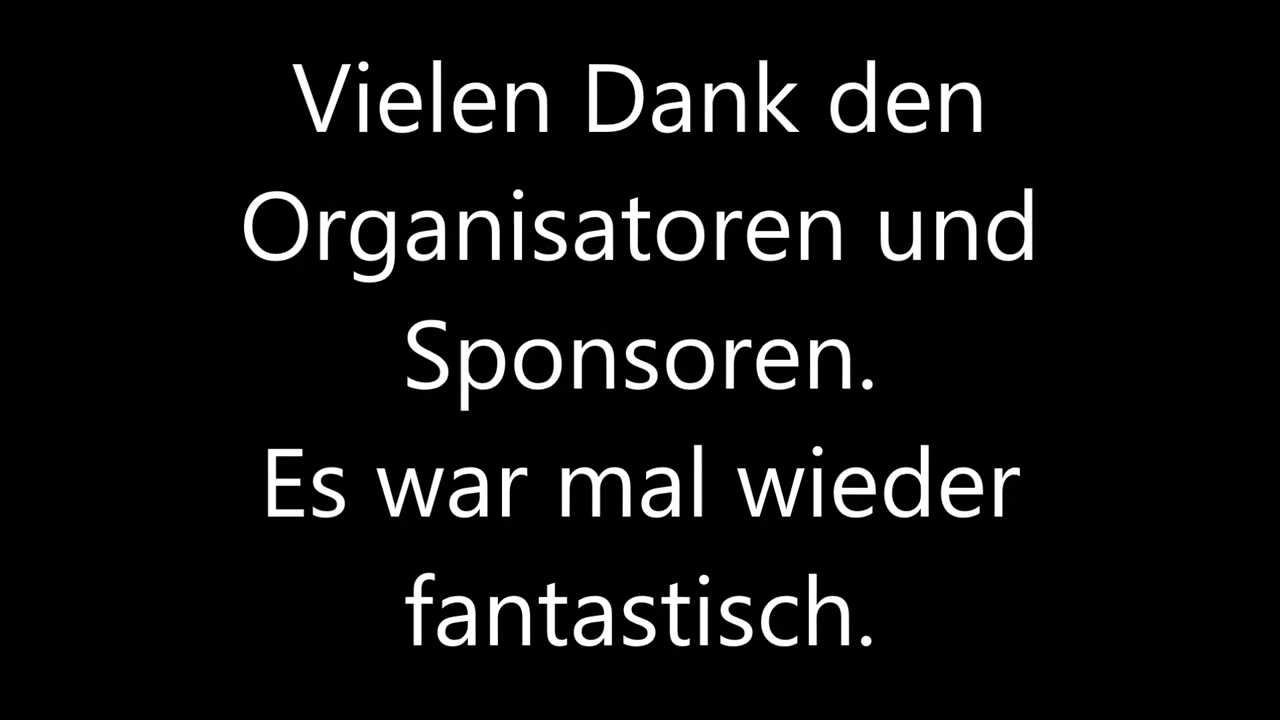 Vielen Dank den
Organisatoren und
Sponsoren.
Es war mal wieder
fantastisch.